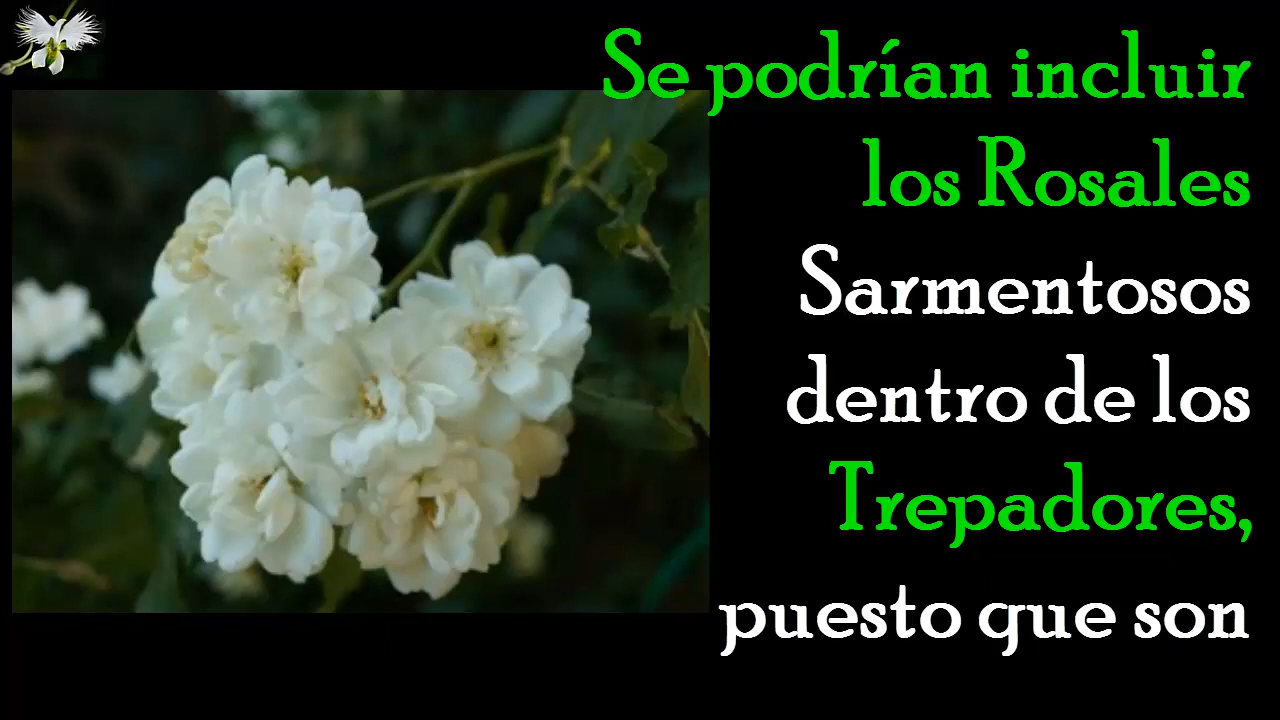 Se podrían incluir
los Rosales
Sarmentosos
dentro de los
Trepadores,
puesto que son